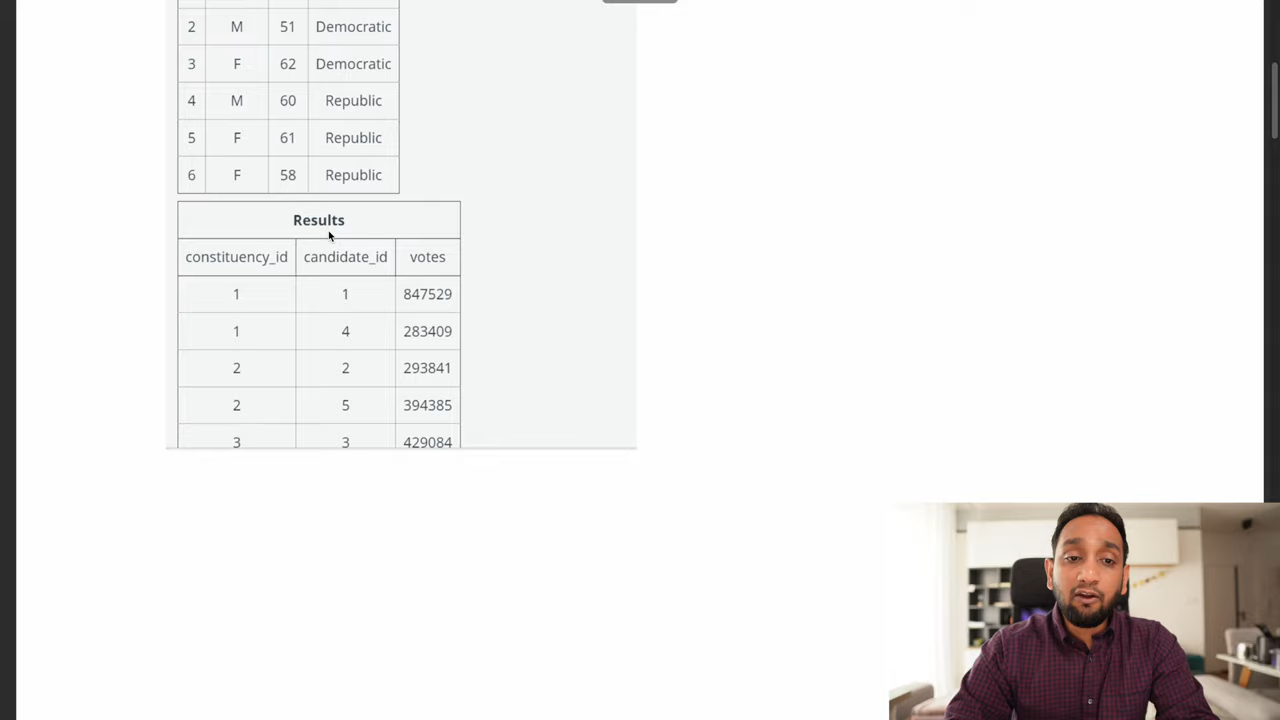 2 M 51 Democratic
3 F 62 Democratic
4 M 60 Republic
5 F 61 Republic
6 F 58 Republic
Results
constituency_id candidate_id votes
1 1 847529
1 4 283409
2 2 293841
2 5 394385
3 3 429084